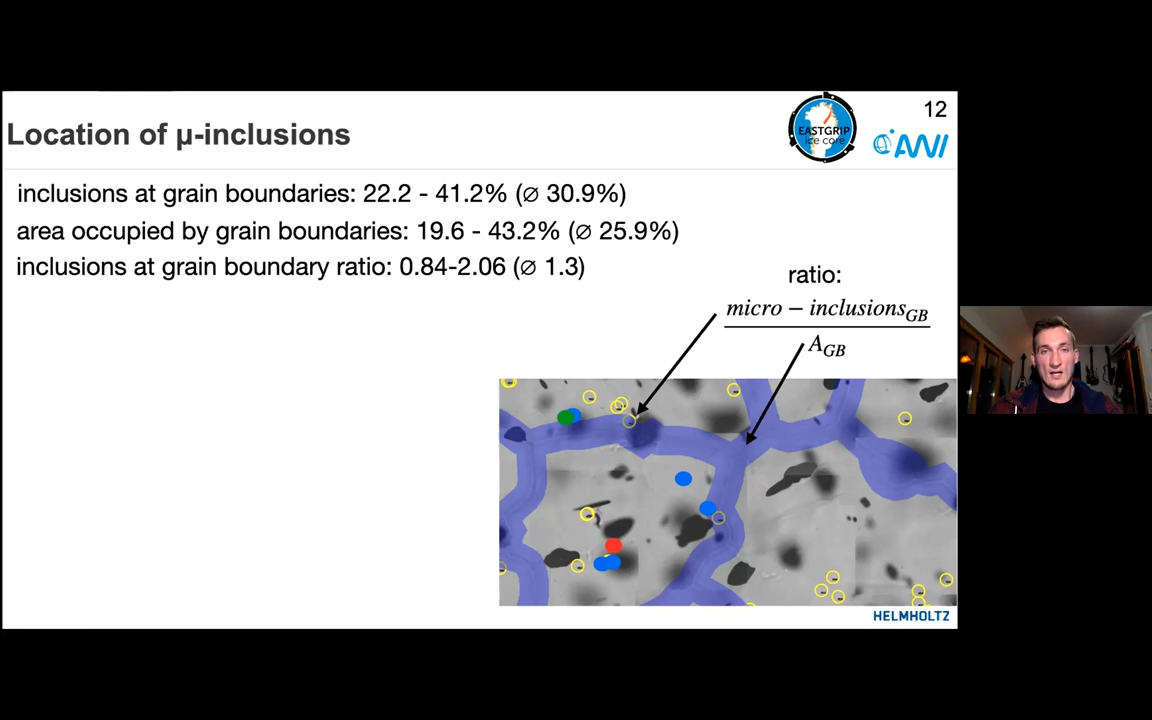 Location of μ-inclusions
EASTGRIP
ice core
12
AWI
inclusions at grain boundaries: 22.2 - 41.2% (∅ 30.9%)
area occupied by grain boundaries: 19.6 - 43.2% (∅ 25.9%)
inclusions at grain boundary ratio: 0.84-2.06 (∅ 1.3)
ratio:
micro − inclusionsGB
AGB
HELMHOLTZ